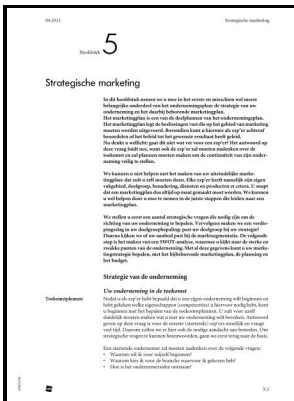 04.2012 Strategische marketing
Hoofdstuk 5
Strategische marketing
In dit hoofdstuk nemen we u mee in het eerste en misschien wel meest
belangrijke onderdeel van het ondernemingsplan: de strategie van uw
onderneming en het daarbij behorende marketingplan.
Het marketingplan is een van de deelplannen van het ondernemingsplan.
Het marketingplan legt de beslissingen vast die op het gebied van marketing
moeten worden uitgevoerd. Bovendien kunt u hiermee als zzp'er achteraf
beoordelen of het beleid tot het gewenste resultaat heeft geleid.
Nu denkt u wellicht: gaat dit niet wat ver voor een zzp'er? Het antwoord op
deze vraag luidt nee, want ook de zzp'er zal moeten nadenken over de
toekomst en zal plannen moeten maken om de continuïteit van zijn onder-
neming veilig te stellen.
We kunnen u niet helpen met het maken van uw uiteindelijke marke-
tingplan: dat zult u zelf moeten doen. Elke zzp'er heeft namelijk zijn eigen
vakgebied, doelgroep, benadering, diensten en producten et cetera. U snapt
dat een marketingplan dus altijd op maat gemaakt moet worden. We kunnen
u wel helpen door u mee te nemen in de juiste stappen die leiden naar een
marketingplan.
We stellen u eerst een aantal strategische vragen die nodig zijn om de
richting van uw onderneming te bepalen. Vervolgens maken we een verdie-
pingsslag in uw doelgroepbepaling: past uw doelgroep bij uw strategie?
Daarna kijken we of uw aanbod past bij de marktsegmentatie. De volgende
stap is het maken van een SWOT-analyse, waarmee u kijkt naar de sterke en
zwakke punten van de onderneming. Met al deze gegevens kunt u uw marke-
tingstrategie bepalen, met het bijbehorende marketingplan, de planning en
het budget.
Strategie van de onderneming
Uw onderneming in de toekomst
Toekomstplannen Nadat u als zzp'er hebt bepaald dat u een eigen onderneming wilt beginnen en
hebt gekeken welke eigenschappen (competenties) u hiervoor nodig hebt, kunt
u beginnen met het bepalen van de toekomstplannen. U zult voor uzelf
duidelijk moeten maken wat u met uw onderneming wilt bereiken. Antwoord
geven op deze vraag is voor de meeste (startende) zzp'ers moeilijk en vraagt
veel tijd. Daarom stellen we er hier ook de nodige aandacht aan besteden. Om
strategische vragen te kunnen beantwoorden, gaan we eerst terug naar de basis.
Een startende ondernemer zal moeten nadenken over de volgende vragen:
• Waarom wil ik voor mijzelf beginnen?
• Waarom kies ik voor de branche waarvoor ik gekozen heb?
• Hoe is het ondernemersidee ontstaan?
5.1